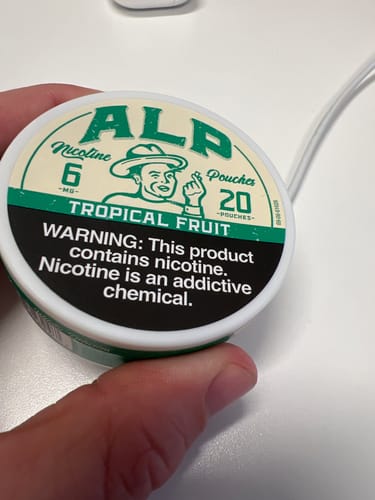 ALP
Nicotine Pouches
6 20
-MG- -POUCHES-
TROPICAL FRUIT
WARNING: This product
contains nicotine.
Nicotine is an addictive
chemical.